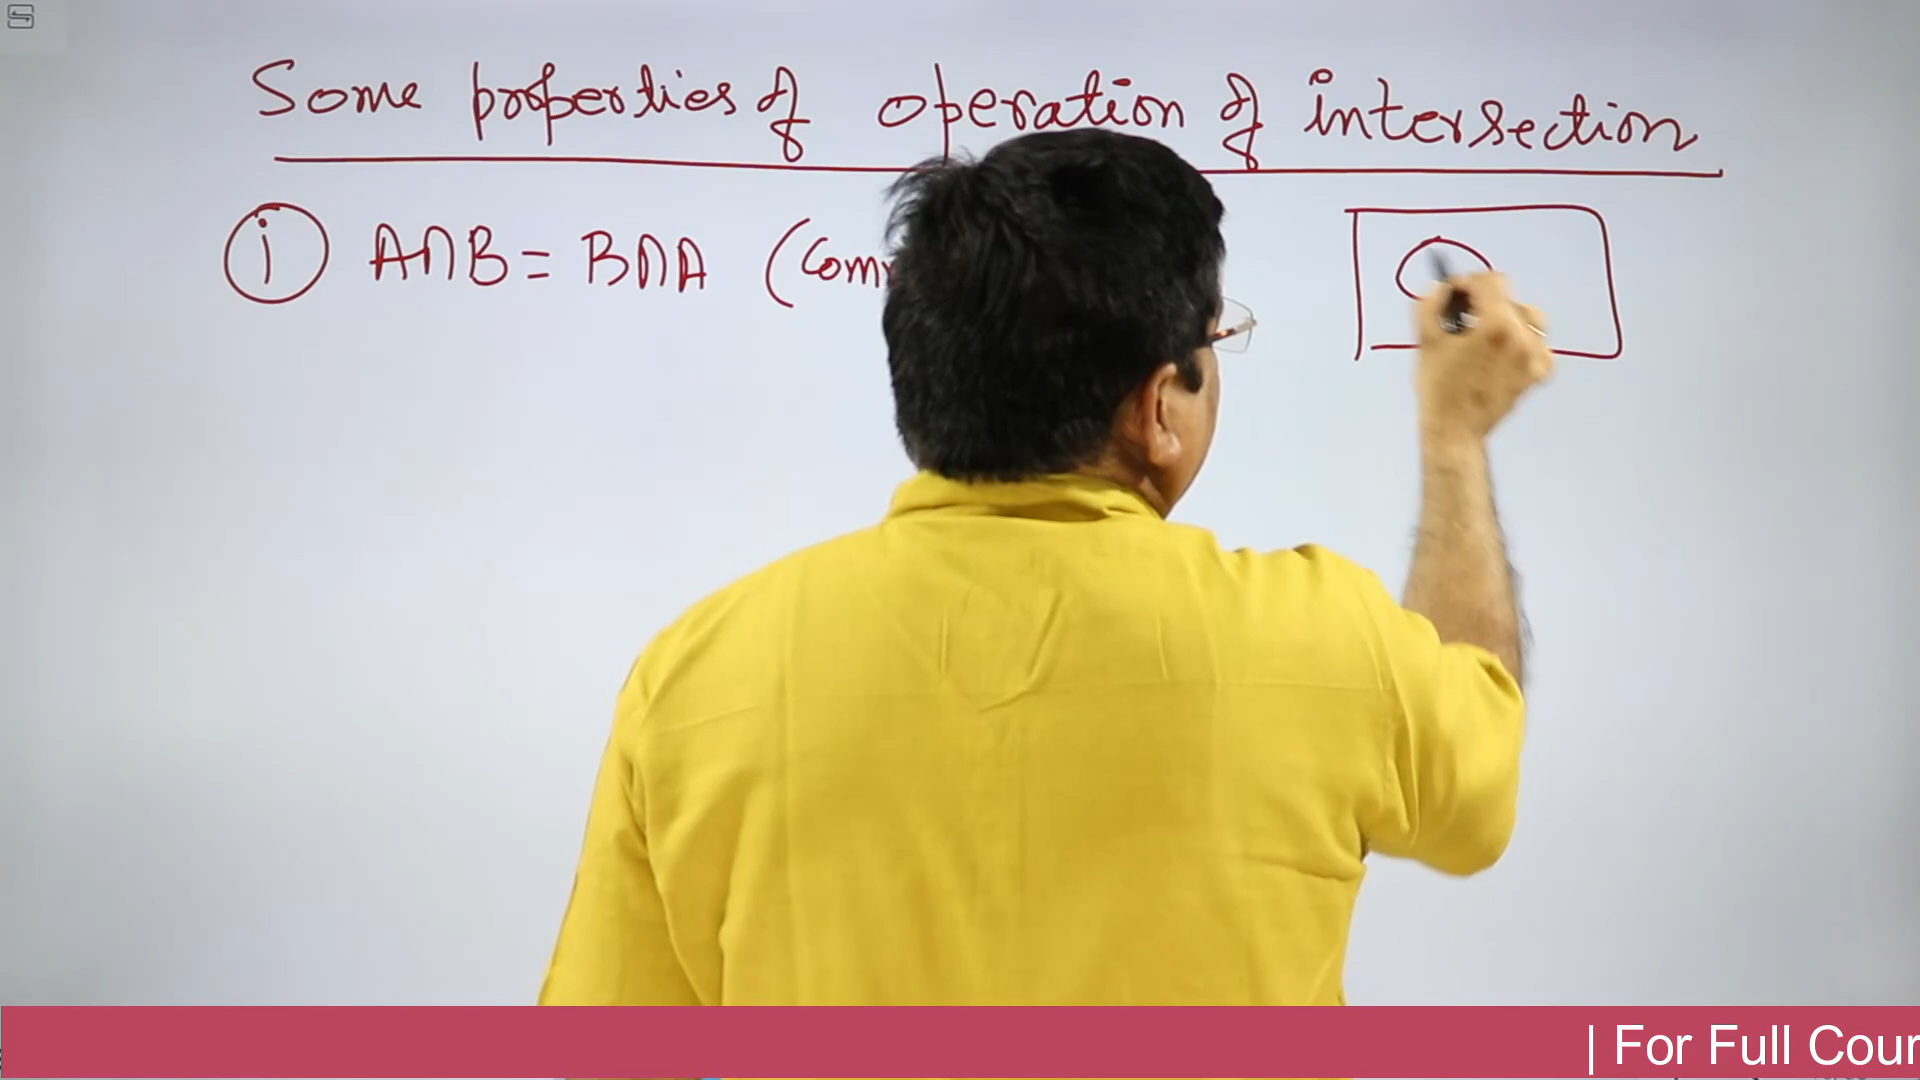 Some properties of operation of intersection
i A∩B = B∩A (Com
| For Full Cour